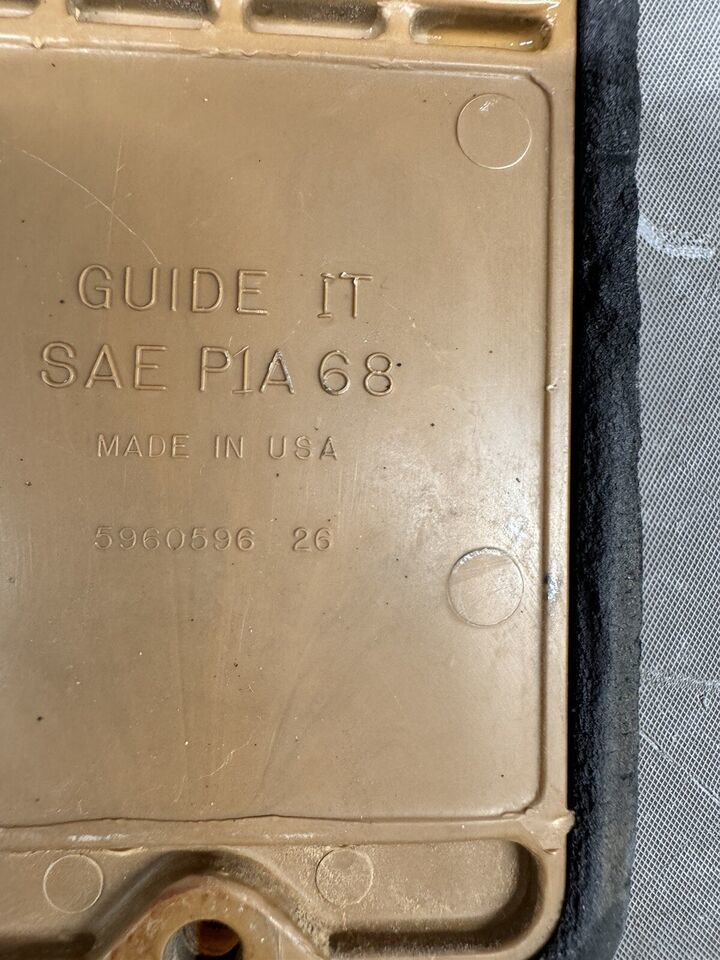 GUIDE IT
SAE P1A 68
MADE IN USA
5960596 26